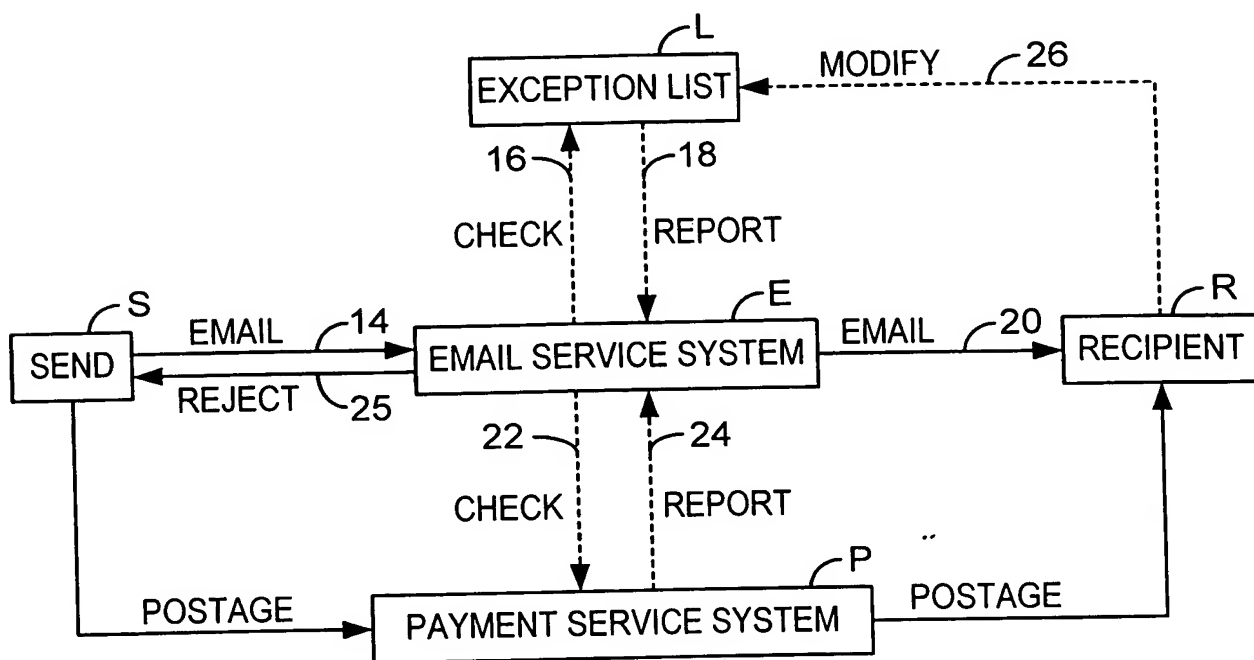 L
EXCEPTION LIST
MODIFY
26
16
18
CHECK
REPORT
S
E
R
SEND
EMAIL
14
EMAIL SERVICE SYSTEM
EMAIL
20
RECIPIENT
REJECT
25
22
24
CHECK
REPORT
P
POSTAGE
PAYMENT SERVICE SYSTEM
POSTAGE